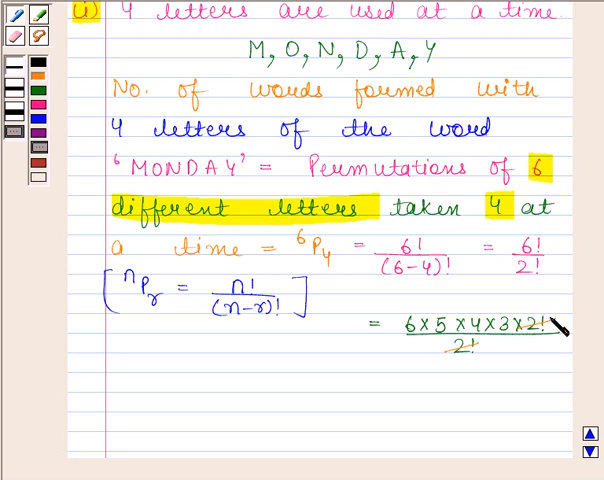 (i) 4 letters are used at a time.
M, O, N, D, A, Y
No. of words formed with
4 letters of the word
'MONDAY' = Permutations of 6
different letters taken 4 at
a time = ⁶P₄ = 6!/(6-4)! = 6!/2!
[ⁿPᵣ = n!/(n-r)!]
= 6×5×4×3×2!/2!